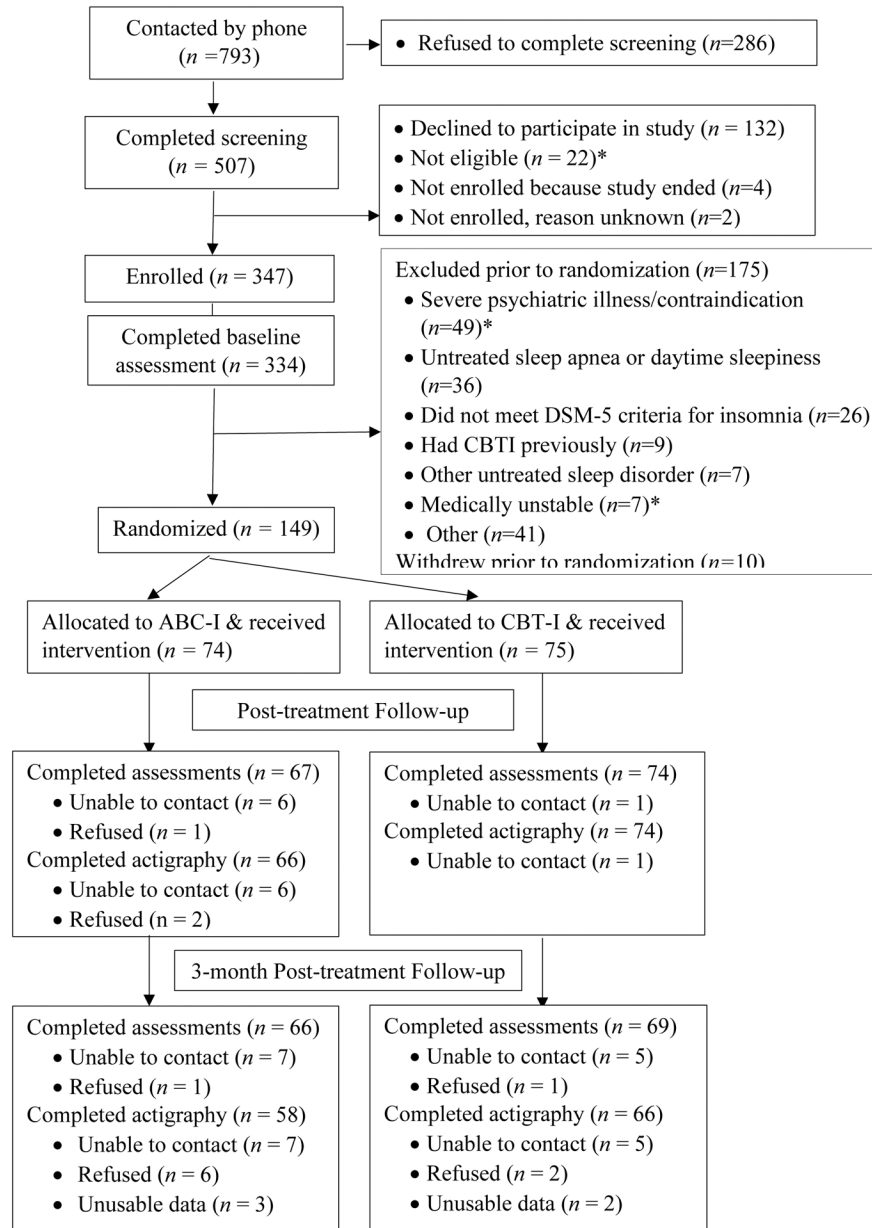 Contacted by phone
(n =793)
• Refused to complete screening (n=286)
Completed screening
(n = 507)
• Declined to participate in study (n = 132)
• Not eligible (n = 22)*
• Not enrolled because study ended (n=4)
• Not enrolled, reason unknown (n=2)
Enrolled (n = 347)
Completed baseline
assessment (n = 334)
Excluded prior to randomization (n=175)
• Severe psychiatric illness/contraindication
(n=49)*
• Untreated sleep apnea or daytime sleepiness
(n=36)
• Did not meet DSM-5 criteria for insomnia (n=26)
• Had CBTI previously (n=9)
• Other untreated sleep disorder (n=7)
• Medically unstable (n=7)*
• Other (n=41)
Withdrew prior to randomization (n=10)
Randomized (n = 149)
Allocated to ABC-I & received
intervention (n = 74)
Allocated to CBT-I & received
intervention (n = 75)
Post-treatment Follow-up
Completed assessments (n = 67)
• Unable to contact (n = 6)
• Refused (n = 1)
Completed actigraphy (n = 66)
• Unable to contact (n = 6)
• Refused (n = 2)
Completed assessments (n = 74)
• Unable to contact (n = 1)
Completed actigraphy (n = 74)
• Unable to contact (n = 1)
3-month Post-treatment Follow-up
Completed assessments (n = 66)
• Unable to contact (n = 7)
• Refused (n = 1)
Completed actigraphy (n = 58)
• Unable to contact (n = 7)
• Refused (n = 6)
• Unusable data (n = 3)
Completed assessments (n = 69)
• Unable to contact (n = 5)
• Refused (n = 1)
Completed actigraphy (n = 66)
• Unable to contact (n = 5)
• Refused (n = 2)
• Unusable data (n = 2)